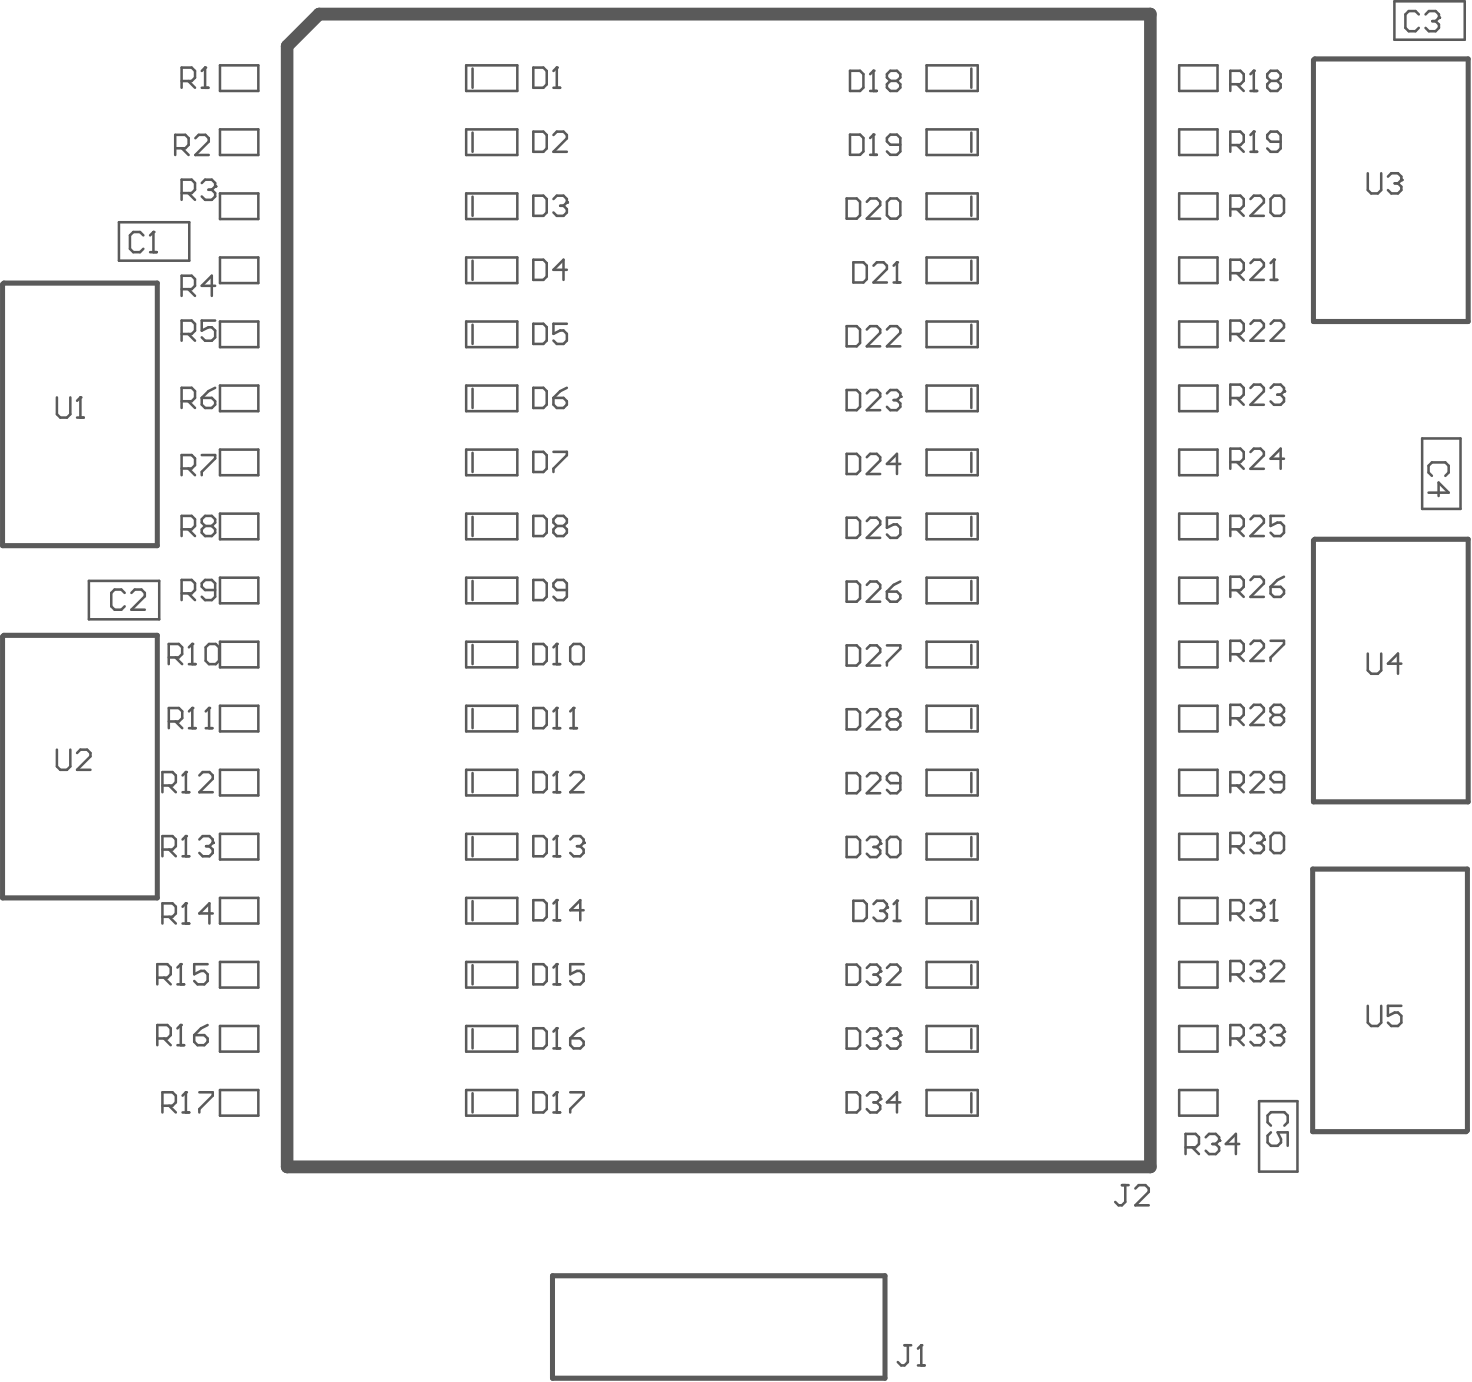 C3
R1 D1 D18 R18
R2 D2 D19 R19
R3 D3 D20 R20 U3
C1
R4 D4 D21 R21
R5 D5 D22 R22
U1 R6 D6 D23 R23
R7 D7 D24 R24 C4
R8 D8 D25 R25
C2 R9 D9 D26 R26
R10 D10 D27 R27 U4
R11 D11 D28 R28
U2 R12 D12 D29 R29
R13 D13 D30 R30
R14 D14 D31 R31
R15 D15 D32 R32
R16 D16 D33 R33 U5
R17 D17 D34 R34 C5
J2
J1